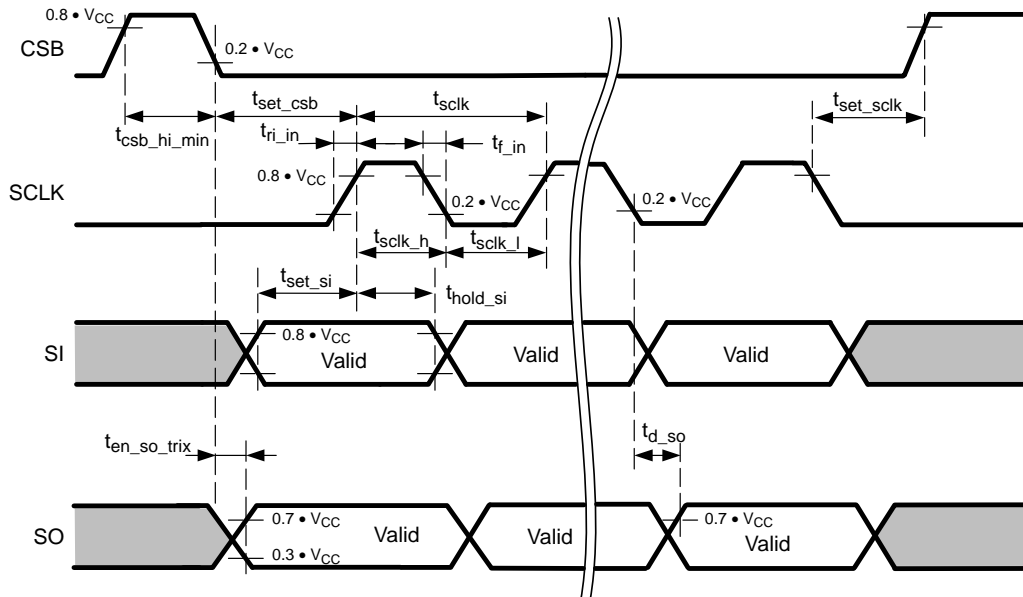 0.8 • VCC
CSB
0.2 • VCC
tset_csb
tsclk
tset_sclk
tcsb_hi_min
tri_in
tf_in
0.8 • VCC
SCLK
0.2 • VCC
0.2 • VCC
tsclk_h
tsclk_l
tset_si
thold_si
0.8 • VCC
SI
Valid
Valid
Valid
ten_so_trix
td_so
0.7 • VCC
0.7 • VCC
SO
Valid
Valid
Valid
0.3 • VCC